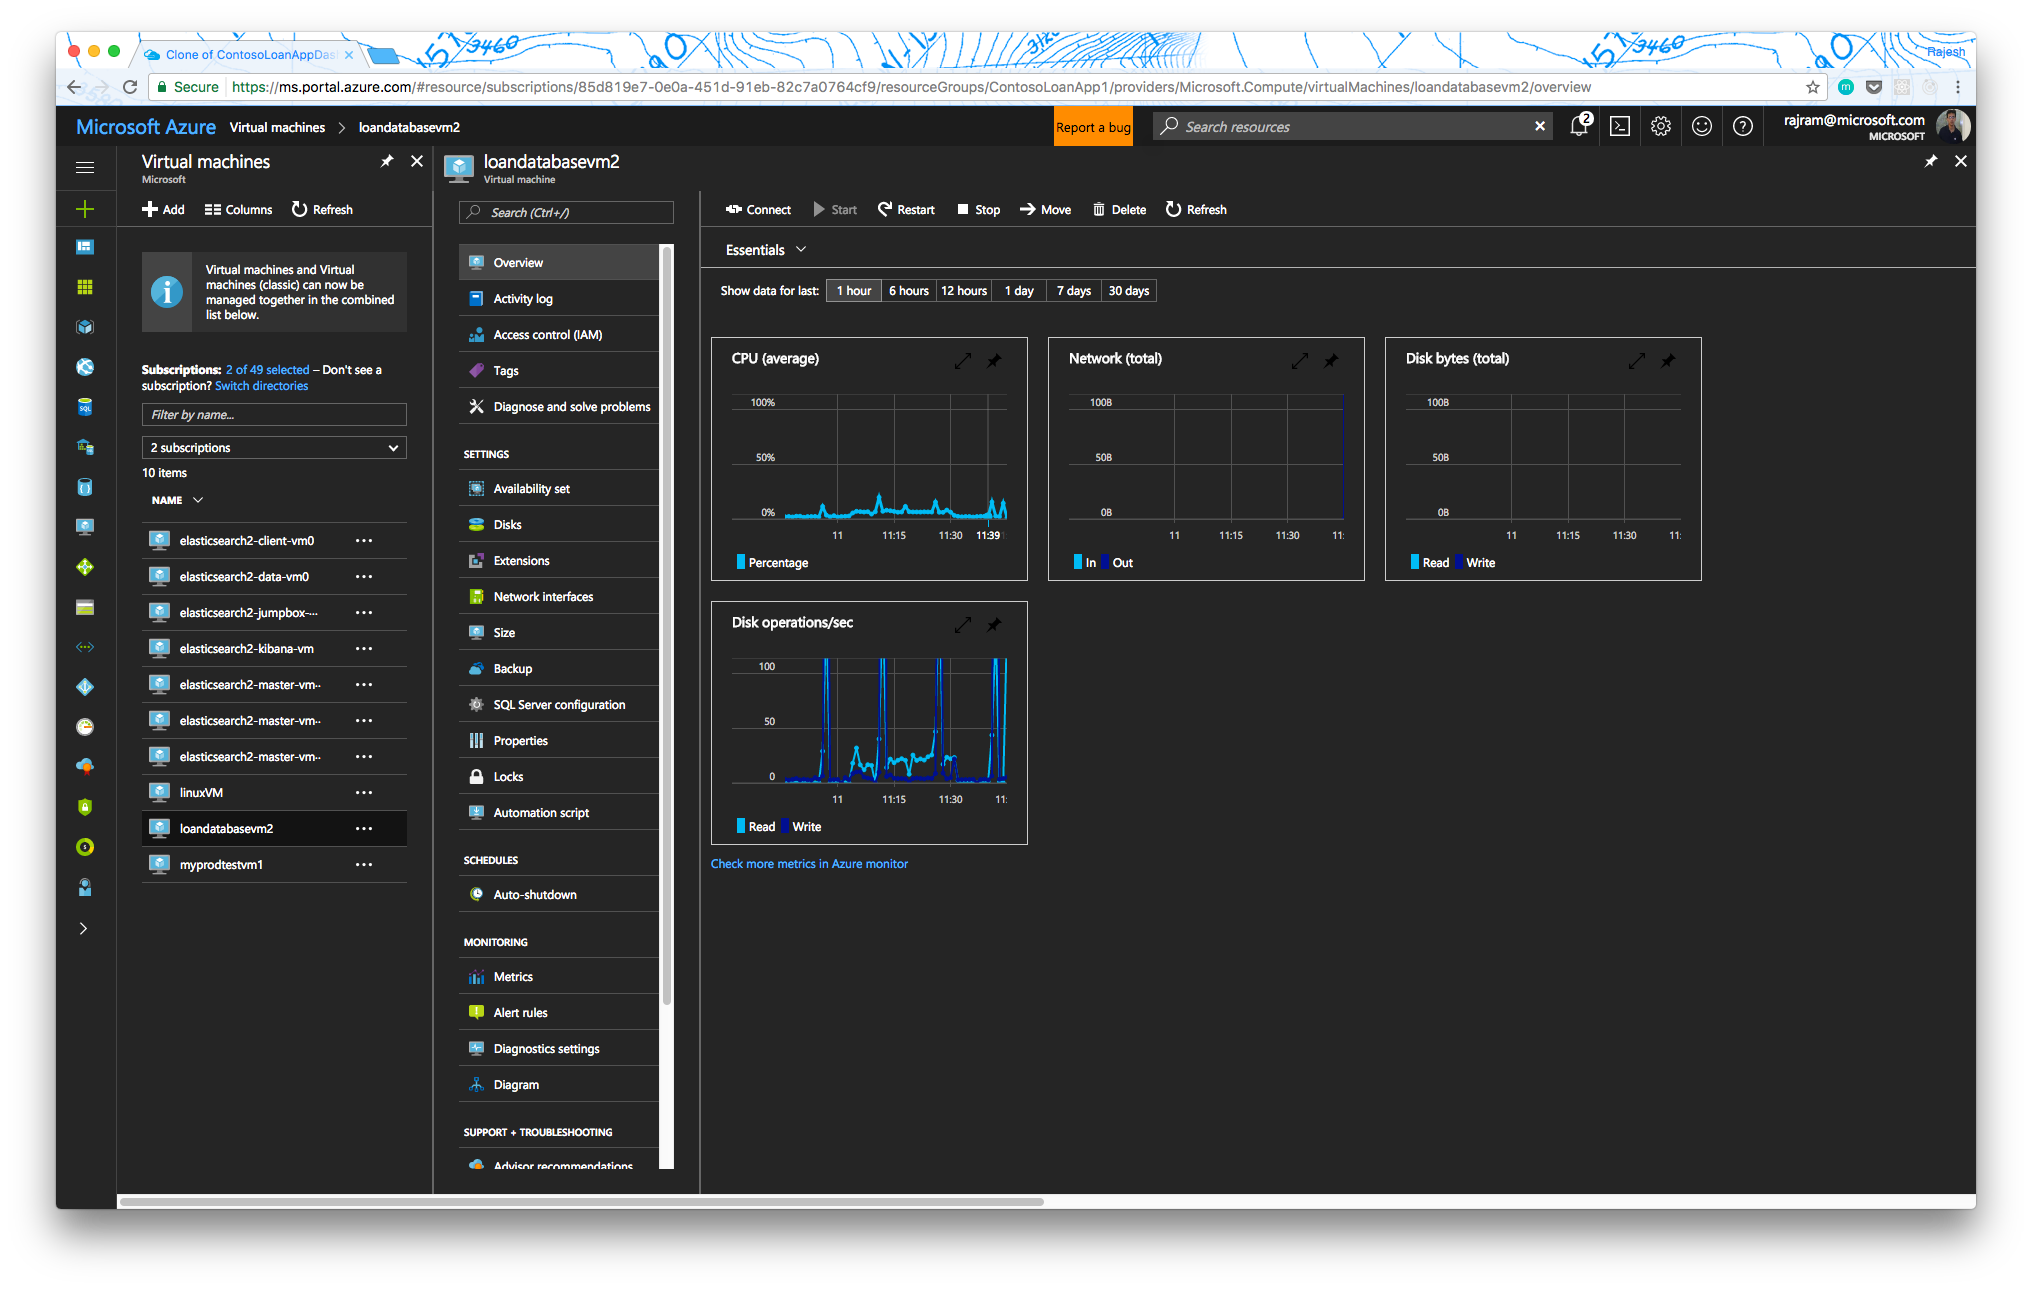 Clone of ContosoLoanAppDas
Rajesh
Secure
https://ms.portal.azure.com/#resource/subscriptions/85d819e7-0e0a-451d-91eb-82c7a0764cf9/resourceGroups/ContosoLoanApp1/providers/Microsoft.Compute/virtualMachines/loandatabasevm2/overview
Microsoft Azure
Virtual machines
loandatabasevm2
Report a bug
Search resources
2
rajram@microsoft.com
MICROSOFT
Virtual machines
Microsoft
Add
Columns
Refresh
Virtual machines and Virtual
machines (classic) can now be
managed together in the combined
list below.
Subscriptions: 2 of 49 selected – Don't see a
subscription? Switch directories
Filter by name...
2 subscriptions
10 items
NAME
elasticsearch2-client-vm0
elasticsearch2-data-vm0
elasticsearch2-jumpbox-...
elasticsearch2-kibana-vm
elasticsearch2-master-vm..
elasticsearch2-master-vm..
elasticsearch2-master-vm..
linuxVM
loandatabasevm2
myprodtestvm1
loandatabasevm2
Virtual machine
Search (Ctrl+/)
Overview
Activity log
Access control (IAM)
Tags
Diagnose and solve problems
SETTINGS
Availability set
Disks
Extensions
Network interfaces
Size
Backup
SQL Server configuration
Properties
Locks
Automation script
SCHEDULES
Auto-shutdown
MONITORING
Metrics
Alert rules
Diagnostics settings
Diagram
SUPPORT + TROUBLESHOOTING
Advisor recommendations
Connect
Start
Restart
Stop
Move
Delete
Refresh
Essentials
Show data for last:
1 hour
6 hours
12 hours
1 day
7 days
30 days
CPU (average)
100%
50%
0%
11
11:15
11:30
11:39
Percentage
Network (total)
100B
50B
0B
11
11:15
11:30
11:
In
Out
Disk bytes (total)
100B
50B
0B
11
11:15
11:30
11:
Read
Write
Disk operations/sec
100
50
0
11
11:15
11:30
11:
Read
Write
Check more metrics in Azure monitor